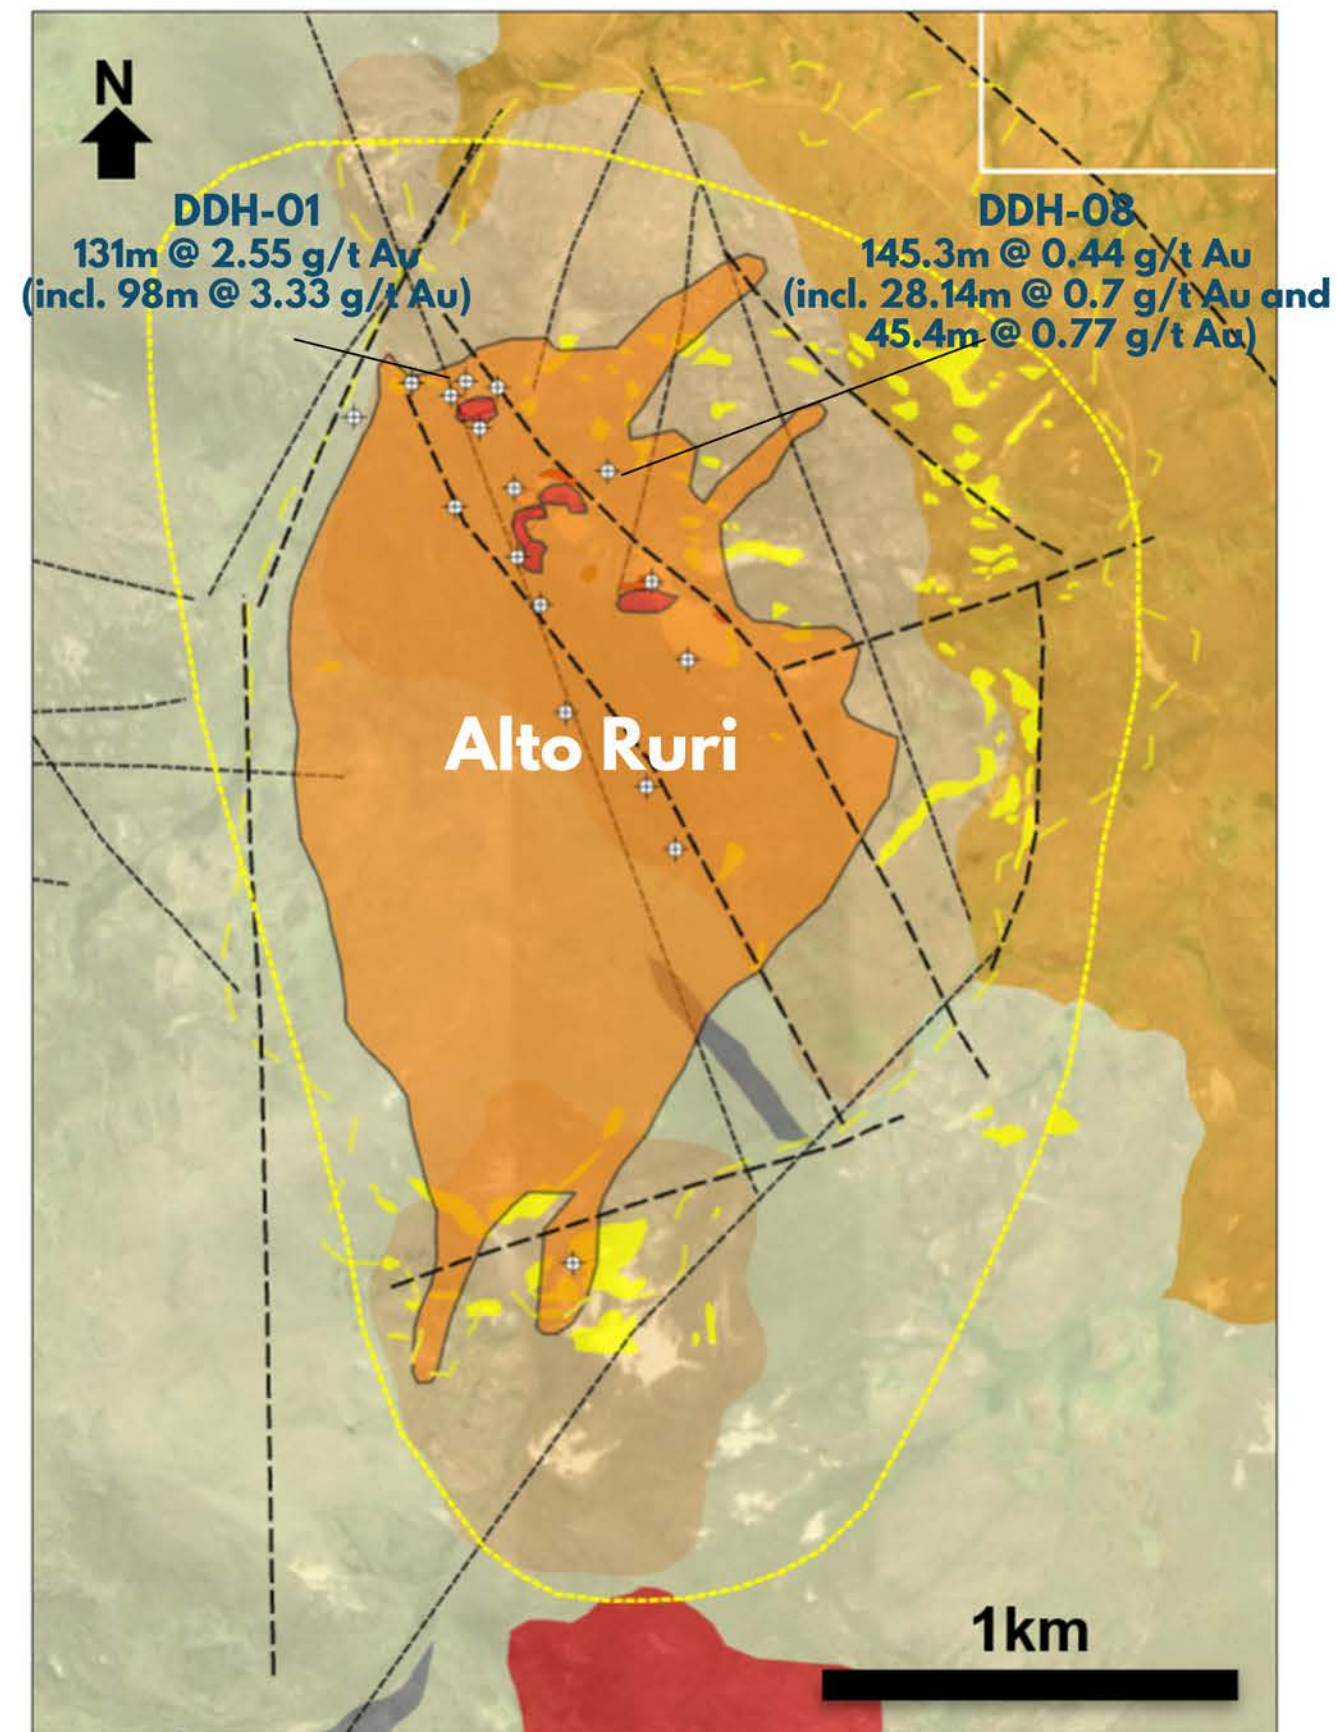 N
DDH-01
131m @ 2.55 g/t Au
(incl. 98m @ 3.33 g/t Au)
DDH-08
145.3m @ 0.44 g/t Au
(incl. 28.14m @ 0.7 g/t Au and
45.4m @ 0.77 g/t Au)
Alto Ruri
1km